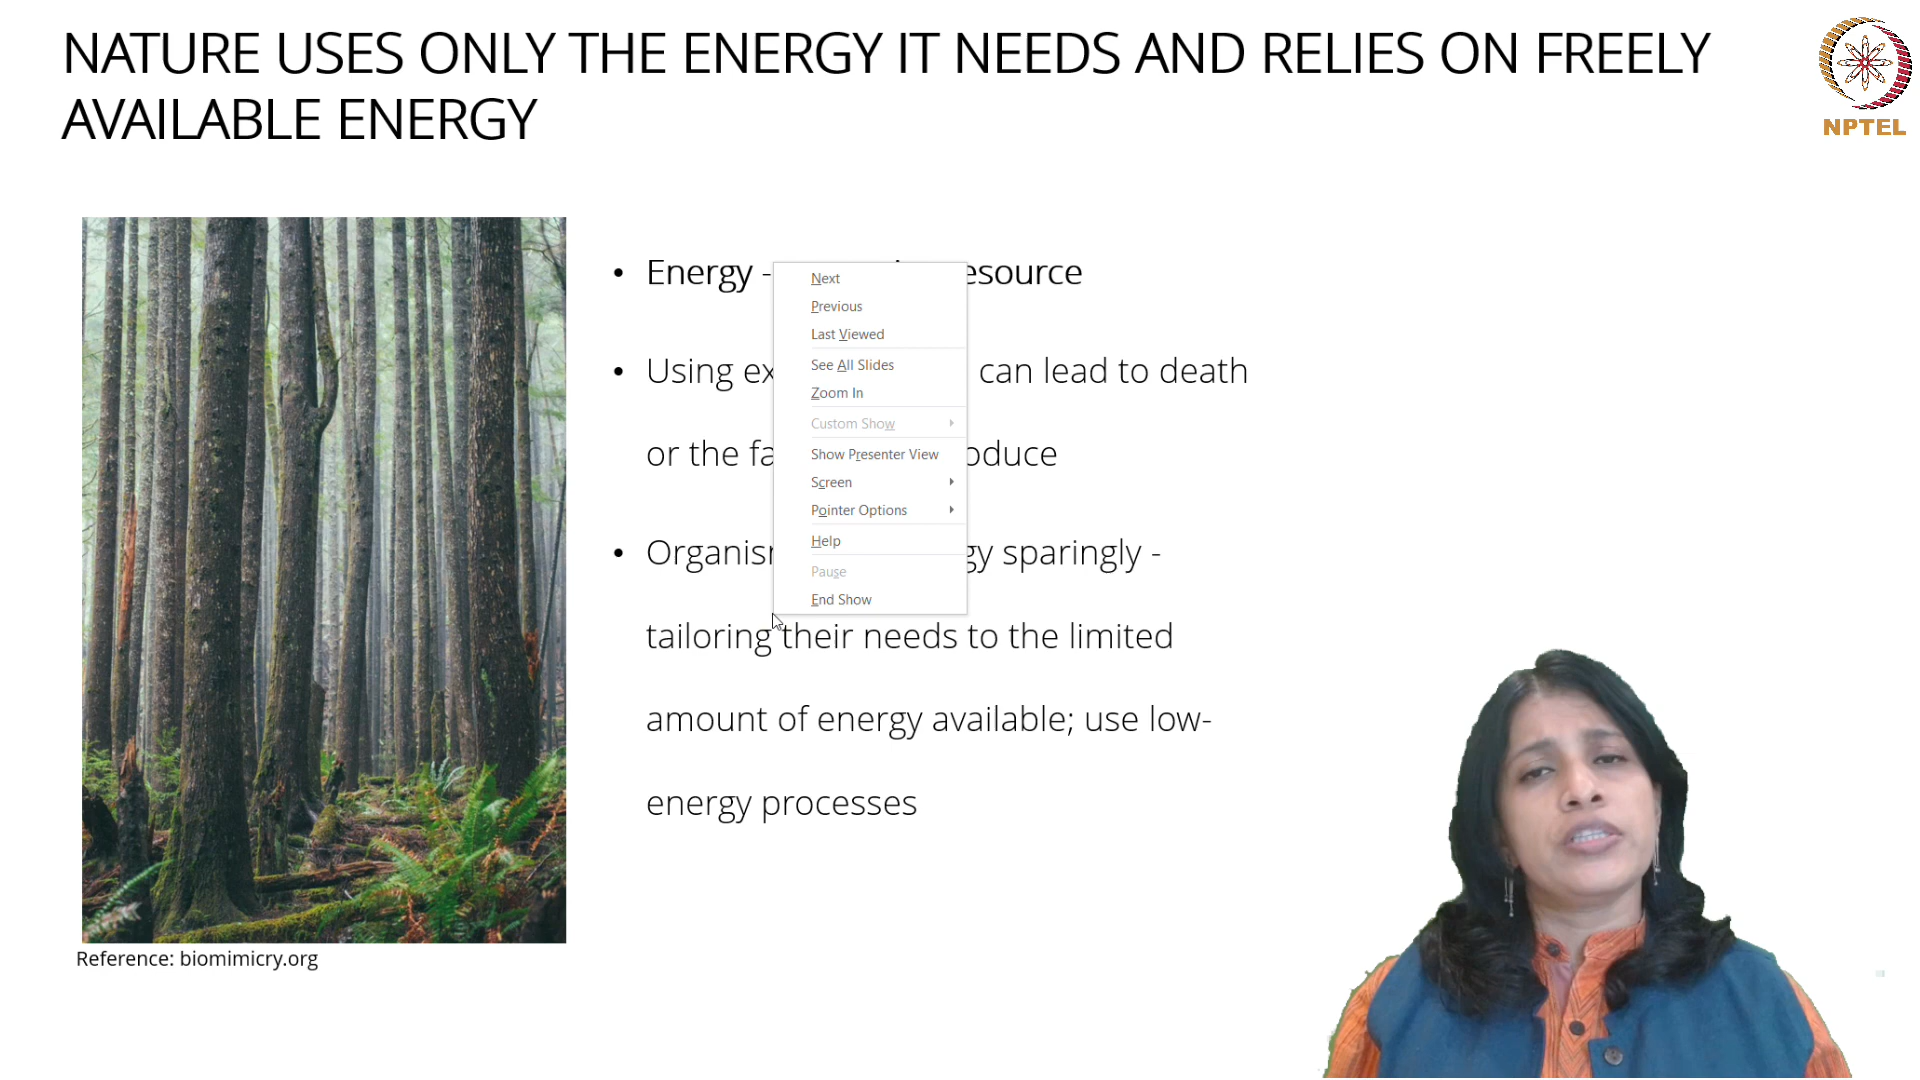 NATURE USES ONLY THE ENERGY IT NEEDS AND RELIES ON FREELY
AVAILABLE ENERGY
NPTEL
• Energy - esource
• Using ex can lead to death
or the fa oduce
• Organis gy sparingly -
tailoring their needs to the limited
amount of energy available; use low-
energy processes
Next
Previous
Last Viewed
See All Slides
Zoom In
Custom Show
Show Presenter View
Screen
Pointer Options
Help
Pause
End Show
Reference: biomimicry.org